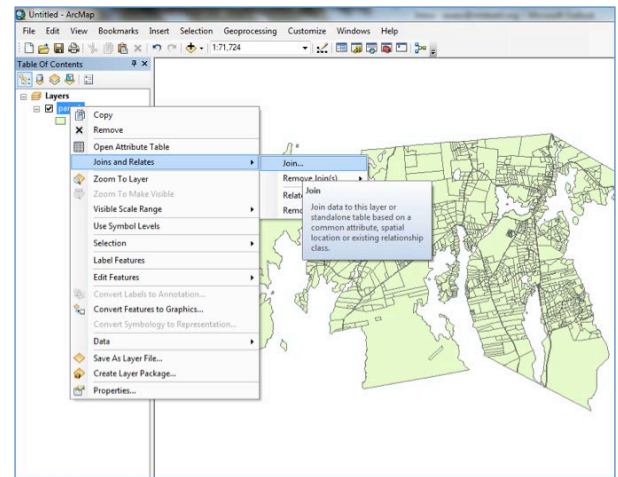 Untitled - ArcMap
File Edit View Bookmarks Insert Selection Geoprocessing Customize Windows Help
1:71,724
Table Of Contents
Layers
Copy
Remove
Open Attribute Table
Joins and Relates
Zoom To Layer
Zoom To Make Visible
Visible Scale Range
Use Symbol Levels
Selection
Label Features
Edit Features
Convert Labels to Annotation...
Convert Features to Graphics...
Convert Symbology to Representation...
Data
Save As Layer File...
Create Layer Package...
Properties...
Join...
Remove Join(s)
Join
Join data to this layer or
standalone table based on a
common attribute, spatial
location or existing relationship
class.